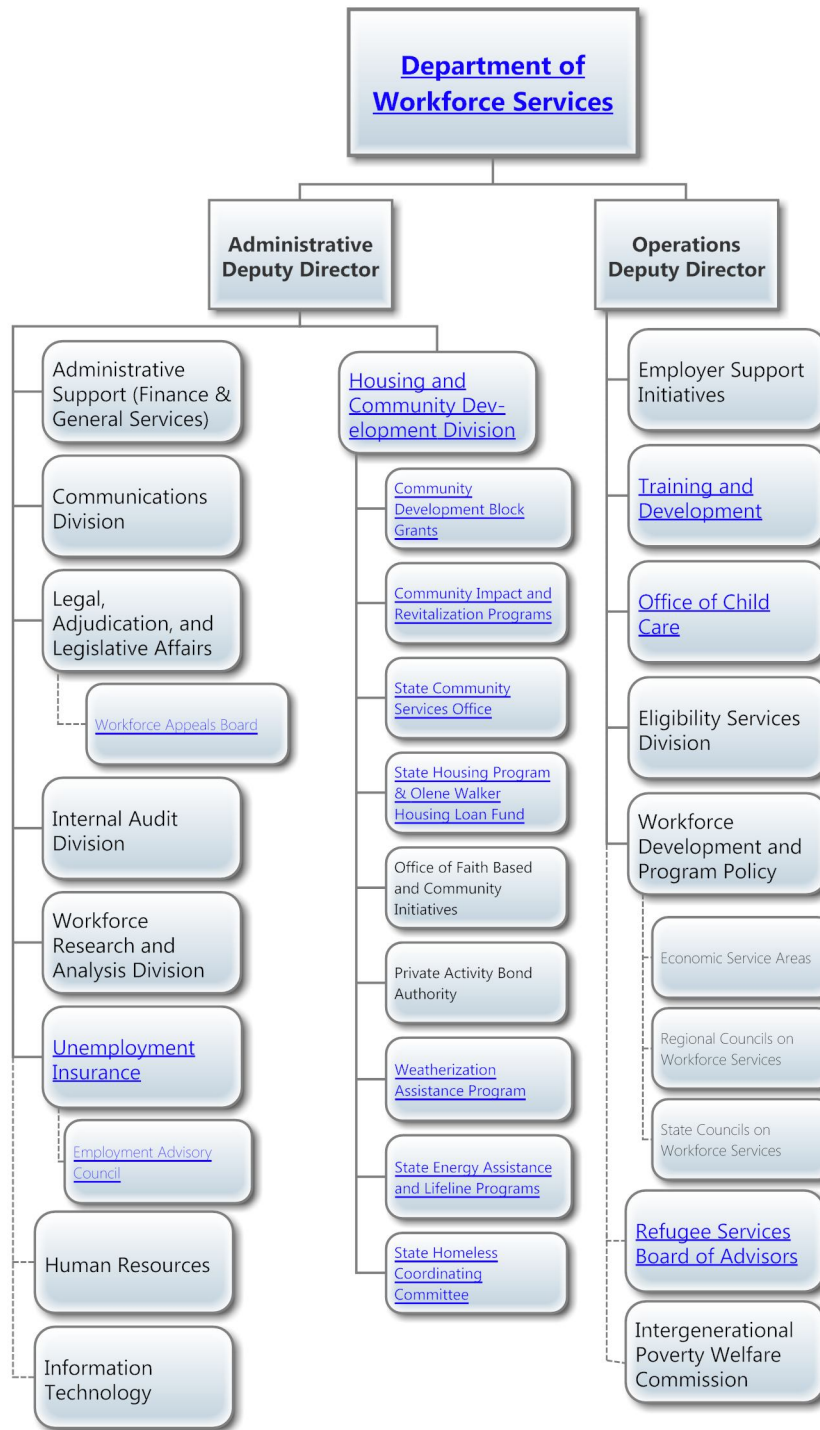 Department of
Workforce Services
Administrative
Deputy Director
Operations
Deputy Director
Administrative
Support (Finance &
General Services)
Communications
Division
Legal,
Adjudication, and
Legislative Affairs
Workforce Appeals Board
Internal Audit
Division
Workforce
Research and
Analysis Division
Unemployment
Insurance
Employment Advisory
Council
Human Resources
Information
Technology
Housing and
Community Dev-
elopment Division
Community
Development Block
Grants
Community Impact and
Revitalization Programs
State Community
Services Office
State Housing Program
& Olene Walker
Housing Loan Fund
Office of Faith Based
and Community
Initiatives
Private Activity Bond
Authority
Weatherization
Assistance Program
State Energy Assistance
and Lifeline Programs
State Homeless
Coordinating
Committee
Employer Support
Initiatives
Training and
Development
Office of Child
Care
Eligibility Services
Division
Workforce
Development and
Program Policy
Economic Service Areas
Regional Councils on
Workforce Services
State Councils on
Workforce Services
Refugee Services
Board of Advisors
Intergenerational
Poverty Welfare
Commission